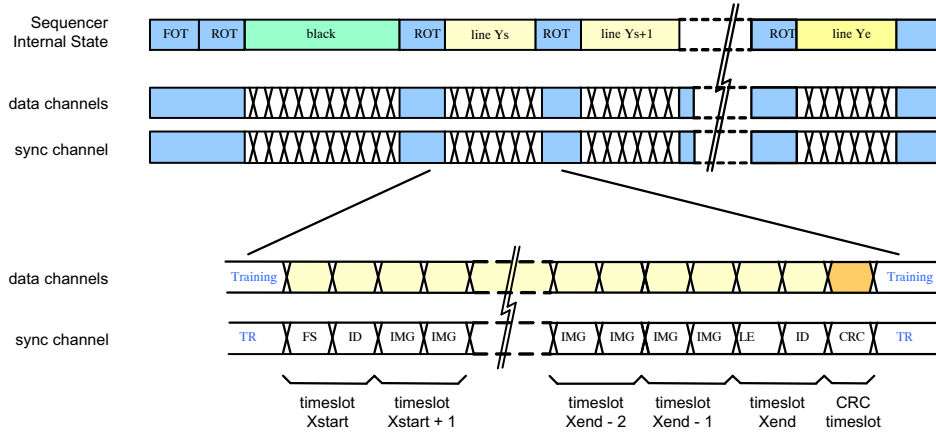 Sequencer
Internal State
FOT ROT black ROT line Ys ROT line Ys+1 ROT line Ye
data channels
sync channel
data channels
Training Training
sync channel
TR FS ID IMG IMG IMG IMG IMG IMG LE ID CRC TR
timeslot timeslot timeslot timeslot timeslot CRC
Xstart Xstart + 1 Xend - 2 Xend - 1 Xend timeslot